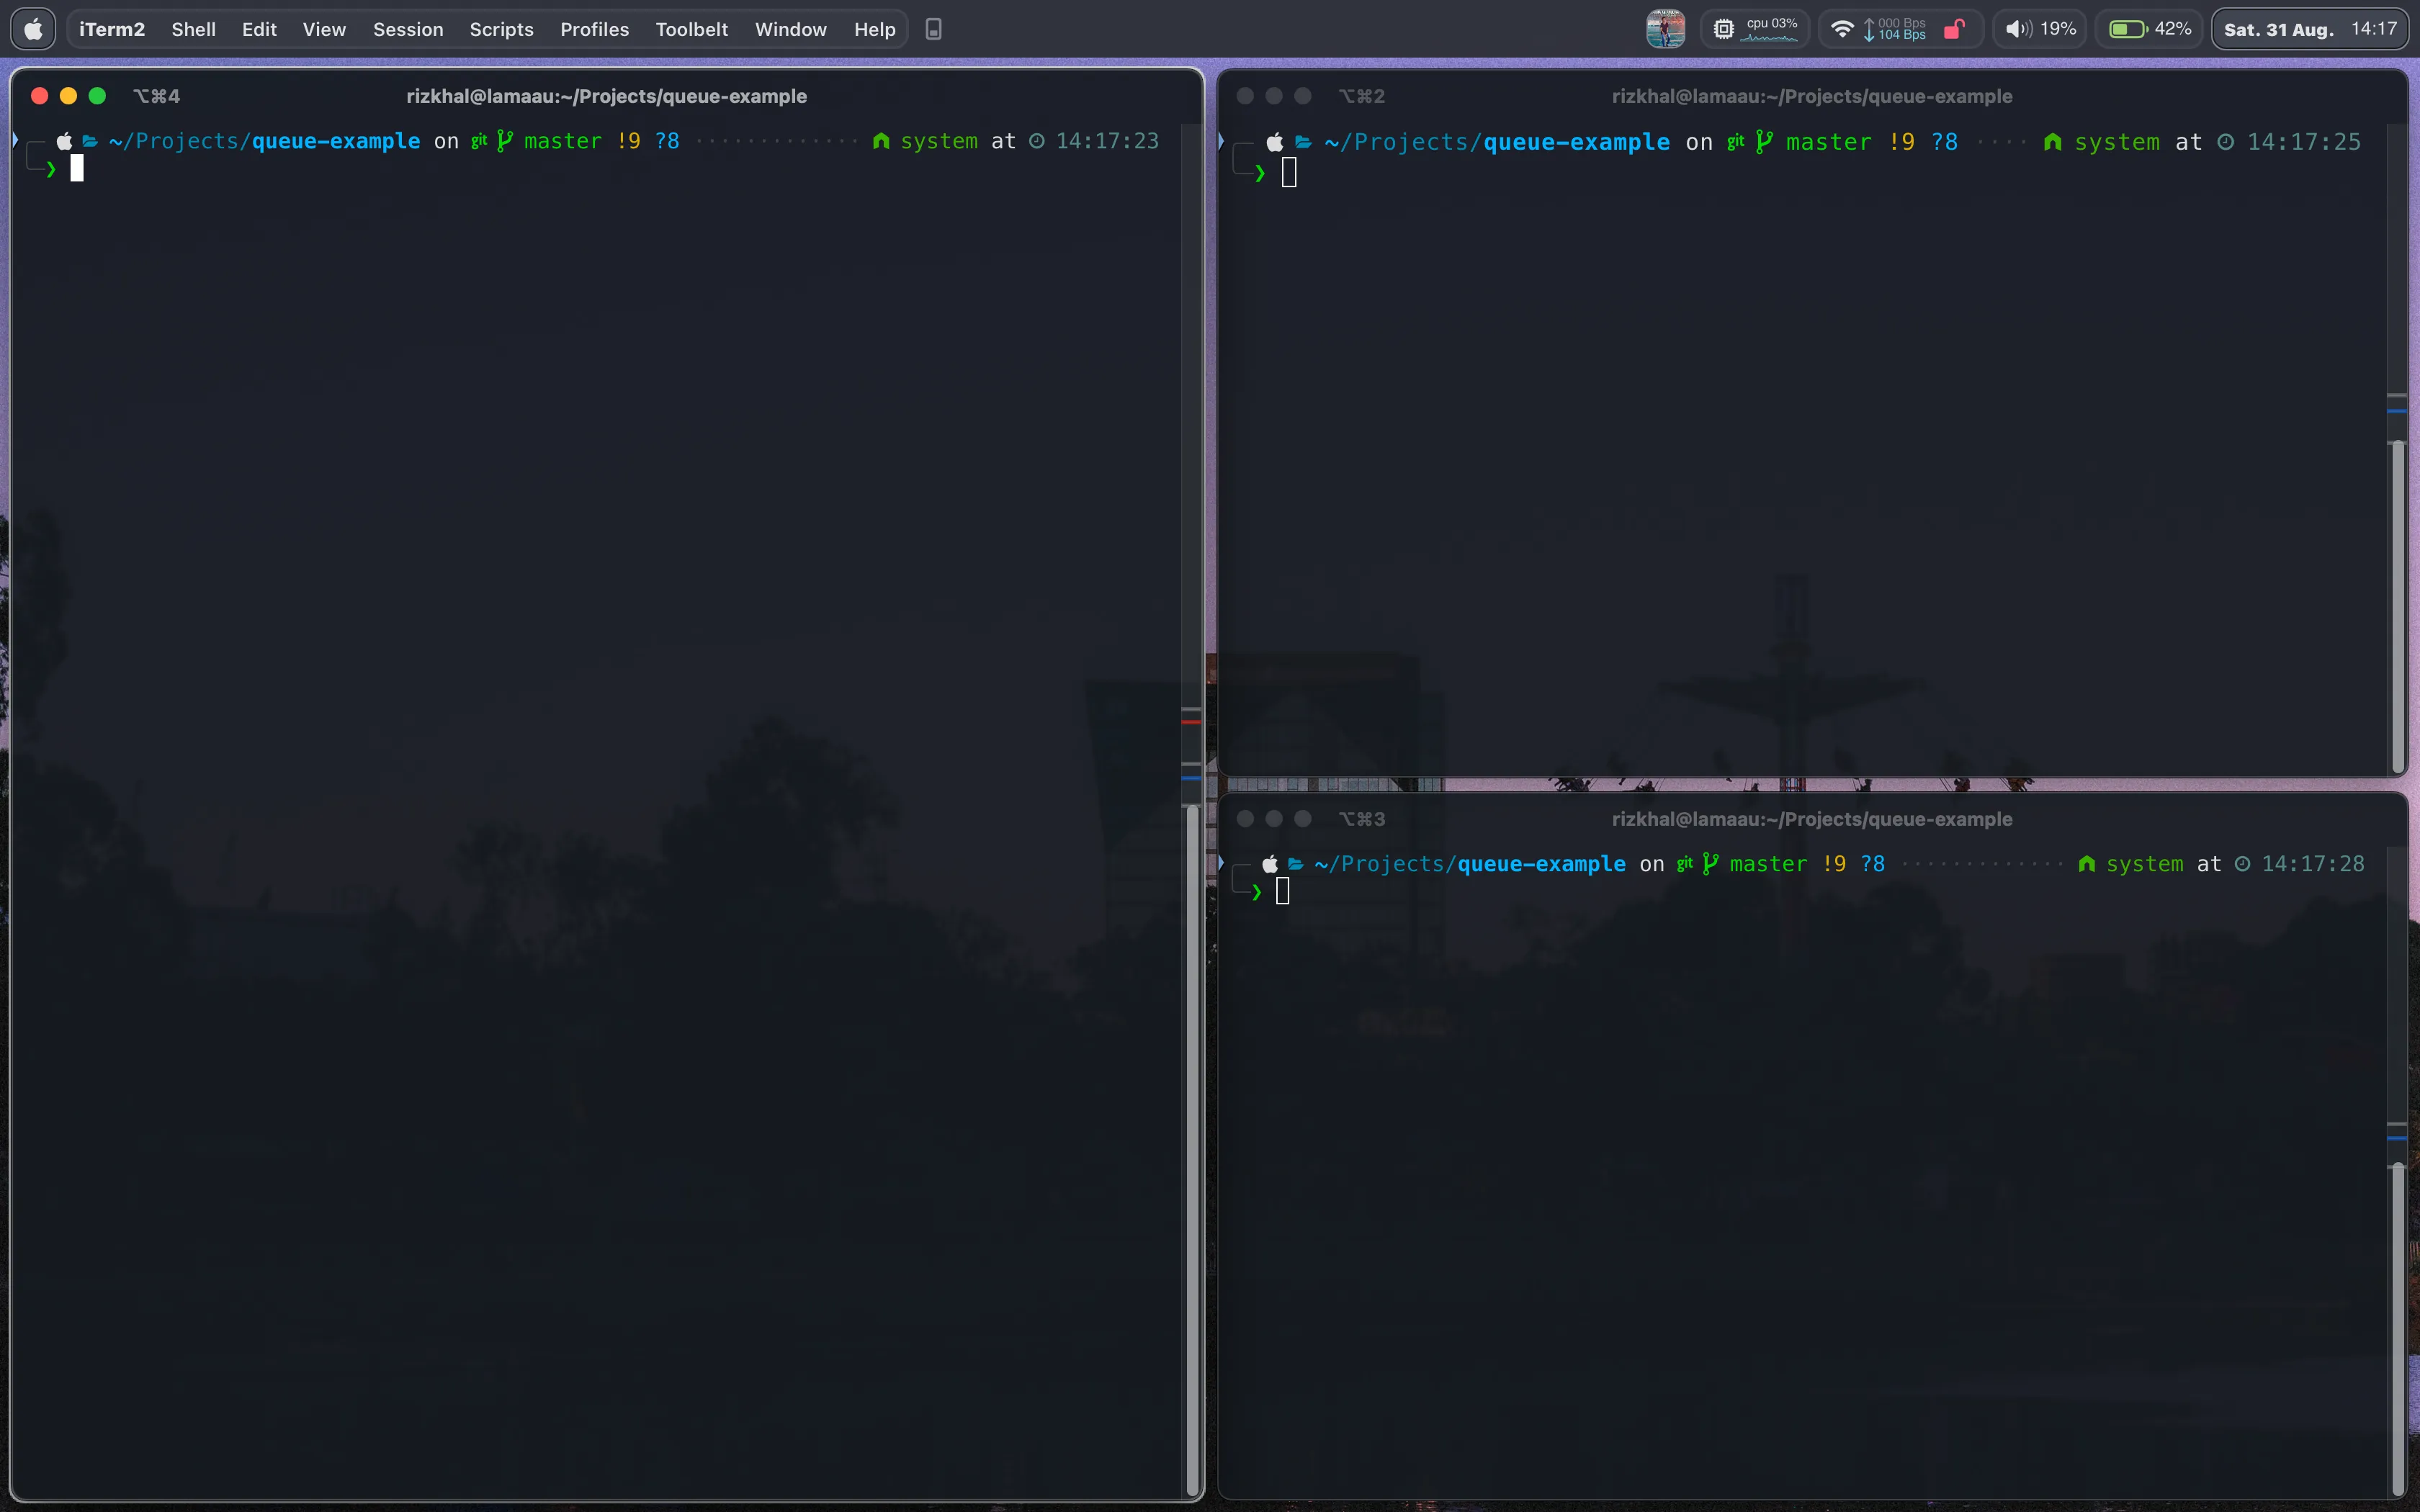 iTerm2 Shell Edit View Session Scripts Profiles Toolbelt Window Help cpu 03% 000 Bps 104 Bps 19% 42% Sat. 31 Aug. 14:17
⌥⌘4 rizkhal@lamaau:~/Projects/queue-example
~/Projects/queue-example on git master !9 ?8 ············· system at 14:17:23
❯
⌥⌘2 rizkhal@lamaau:~/Projects/queue-example
~/Projects/queue-example on git master !9 ?8 ···· system at 14:17:25
❯
⌥⌘3 rizkhal@lamaau:~/Projects/queue-example
~/Projects/queue-example on git master !9 ?8 ············· system at 14:17:28
❯